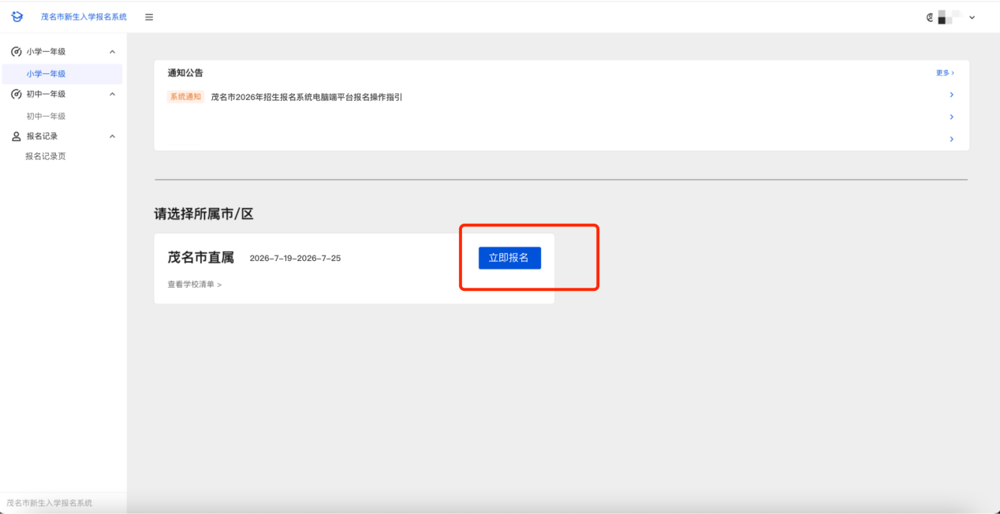 茂名市新生入学报名系统
小学一年级
小学一年级
初中一年级
初中一年级
报名记录
报名记录页
通知公告
更多 >
系统通知 茂名市2026年招生报名系统电脑端平台报名操作指引
请选择所属市/区
茂名市直属 2026-7-19-2026-7-25
立即报名
查看学校清单 >
茂名市新生入学报名系统